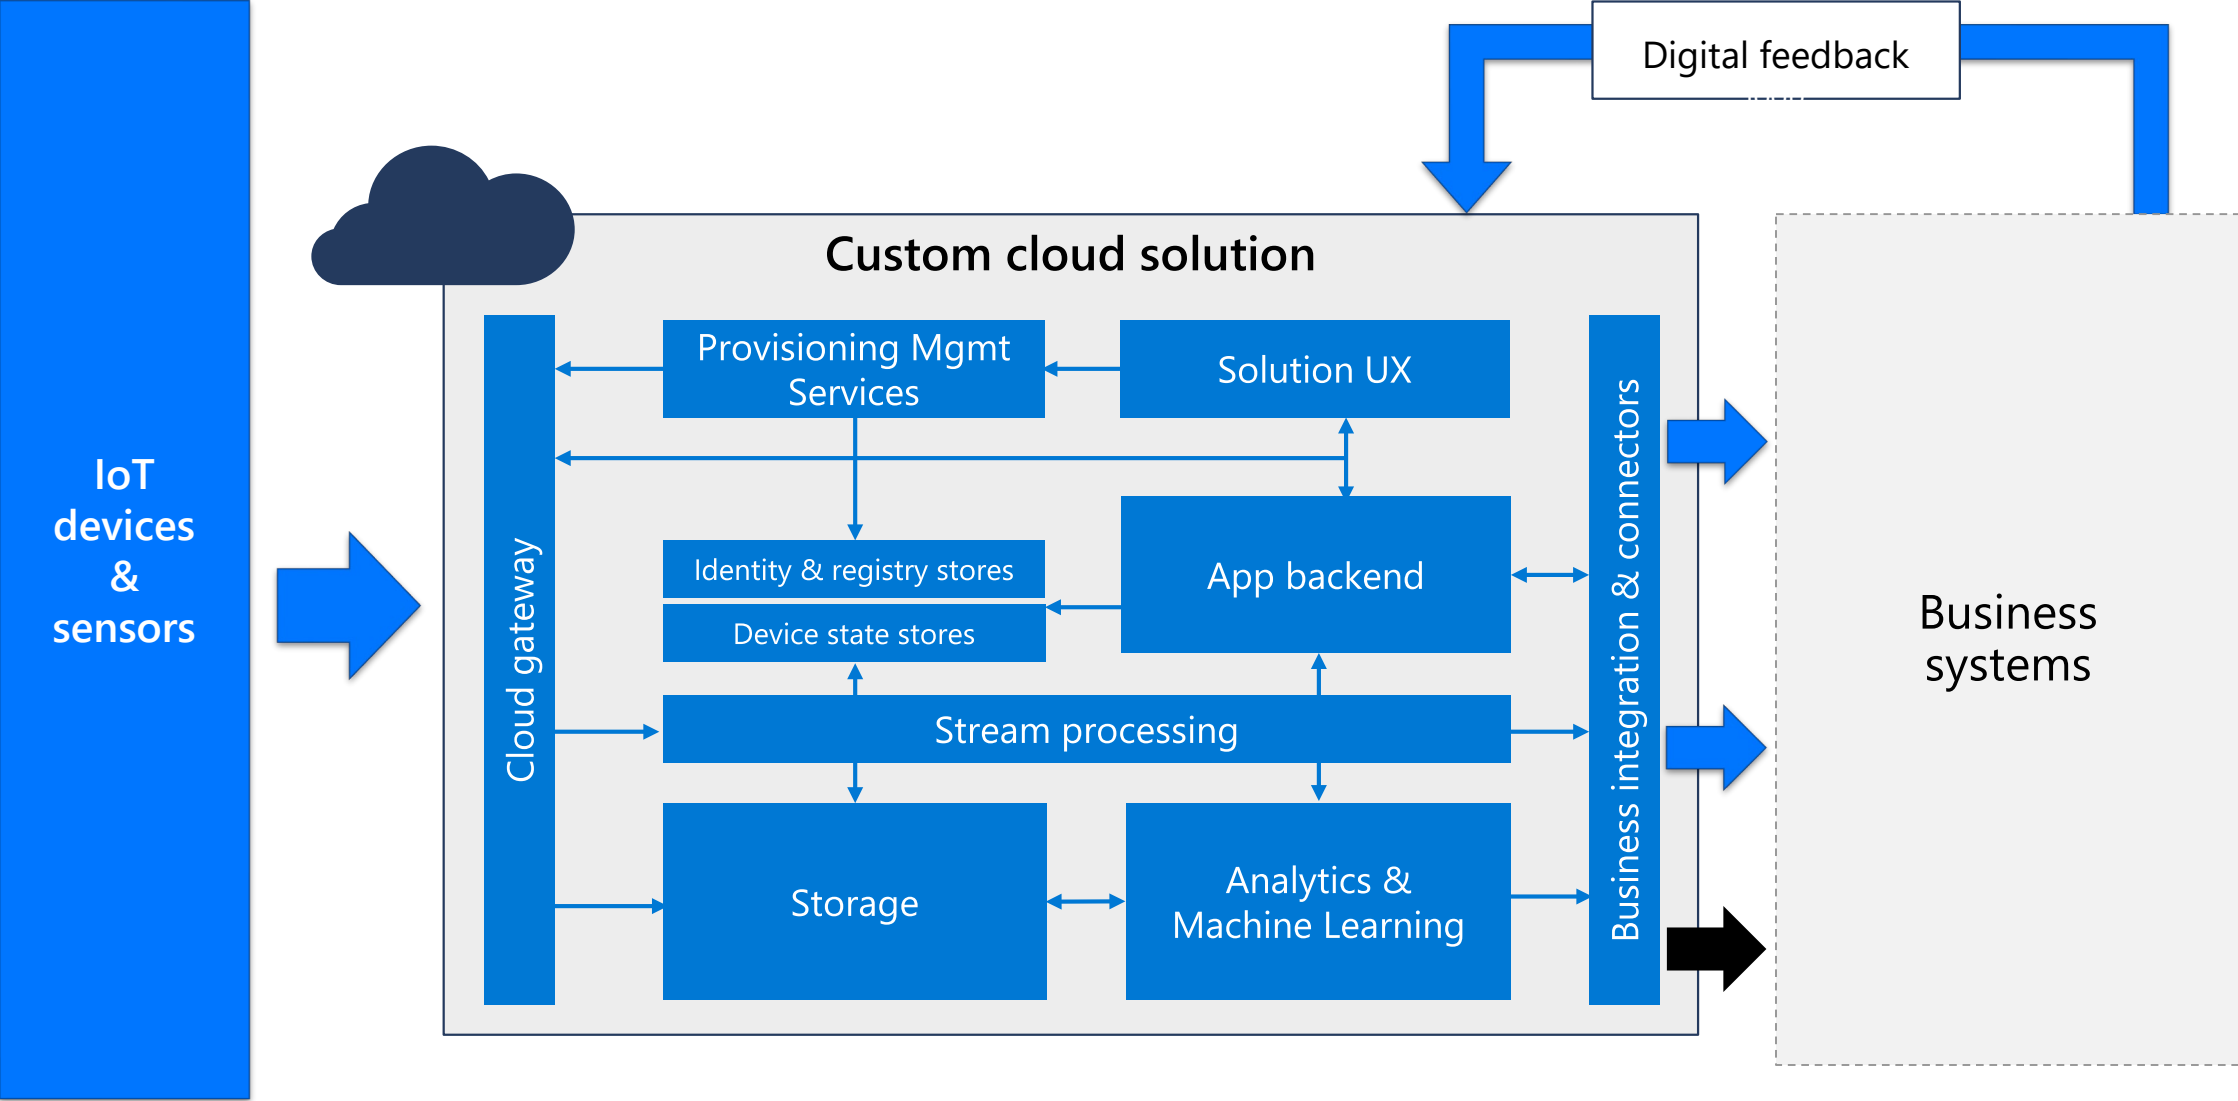 Digital feedback
Custom cloud solution
IoT
devices
&
sensors
Cloud gateway
Provisioning Mgmt
Services
Solution UX
Identity & registry stores
Device state stores
App backend
Stream processing
Storage
Analytics &
Machine Learning
Business integration & connectors
Business
systems